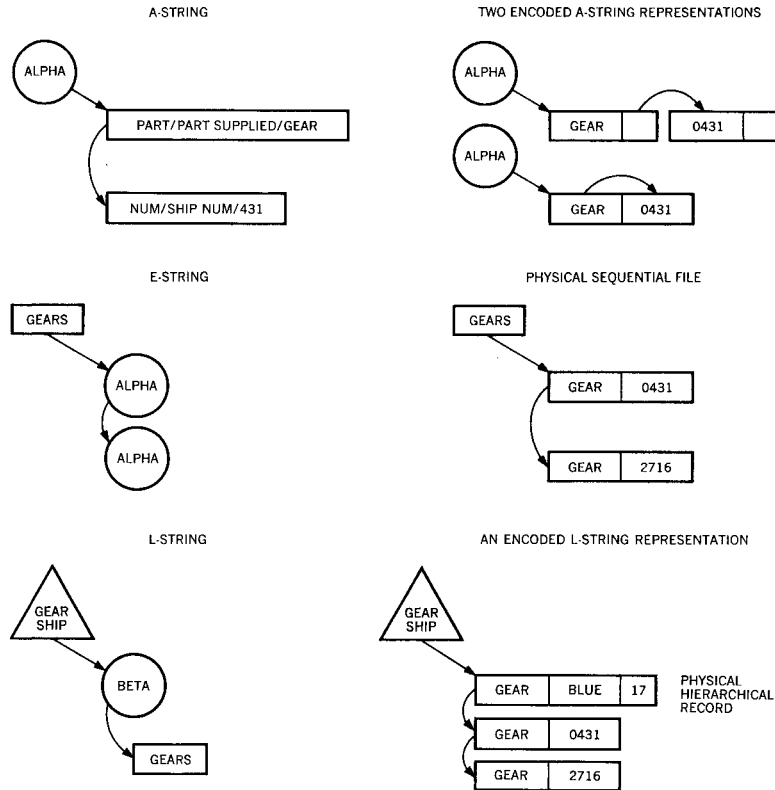 A-STRING
ALPHA
PART/PART SUPPLIED/GEAR
NUM/SHIP NUM/431
TWO ENCODED A-STRING REPRESENTATIONS
ALPHA
GEAR
0431
ALPHA
GEAR 0431
E-STRING
GEARS
ALPHA
ALPHA
PHYSICAL SEQUENTIAL FILE
GEARS
GEAR 0431
GEAR 2716
L-STRING
GEAR
SHIP
BETA
GEARS
AN ENCODED L-STRING REPRESENTATION
GEAR
SHIP
GEAR BLUE 17
PHYSICAL
HIERARCHICAL
RECORD
GEAR 0431
GEAR 2716